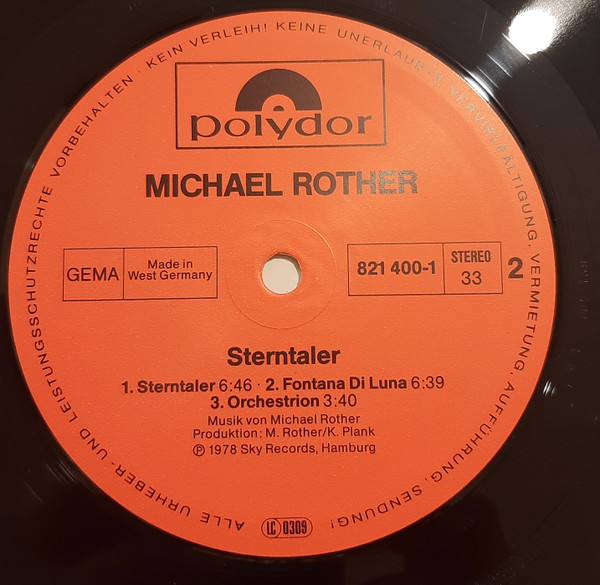 ALLE URHEBER- UND LEISTUNGSSCHUTZRECHTE VORBEHALTEN · KEIN VERLEIH! KEINE UNERLAUBTE VERVIELFÄLTIGUNG, VERMIETUNG, AUFFÜHRUNG, SENDUNG!
polydor
MICHAEL ROTHER
GEMA
Made in
West Germany
821 400-1
STEREO
33
2
Sterntaler
1. Sterntaler 6:46 · 2. Fontana Di Luna 6:39
3. Orchestrion 3:40
Musik von Michael Rother
Produktion: M. Rother/K. Plank
℗ 1978 Sky Records, Hamburg
LC 0309